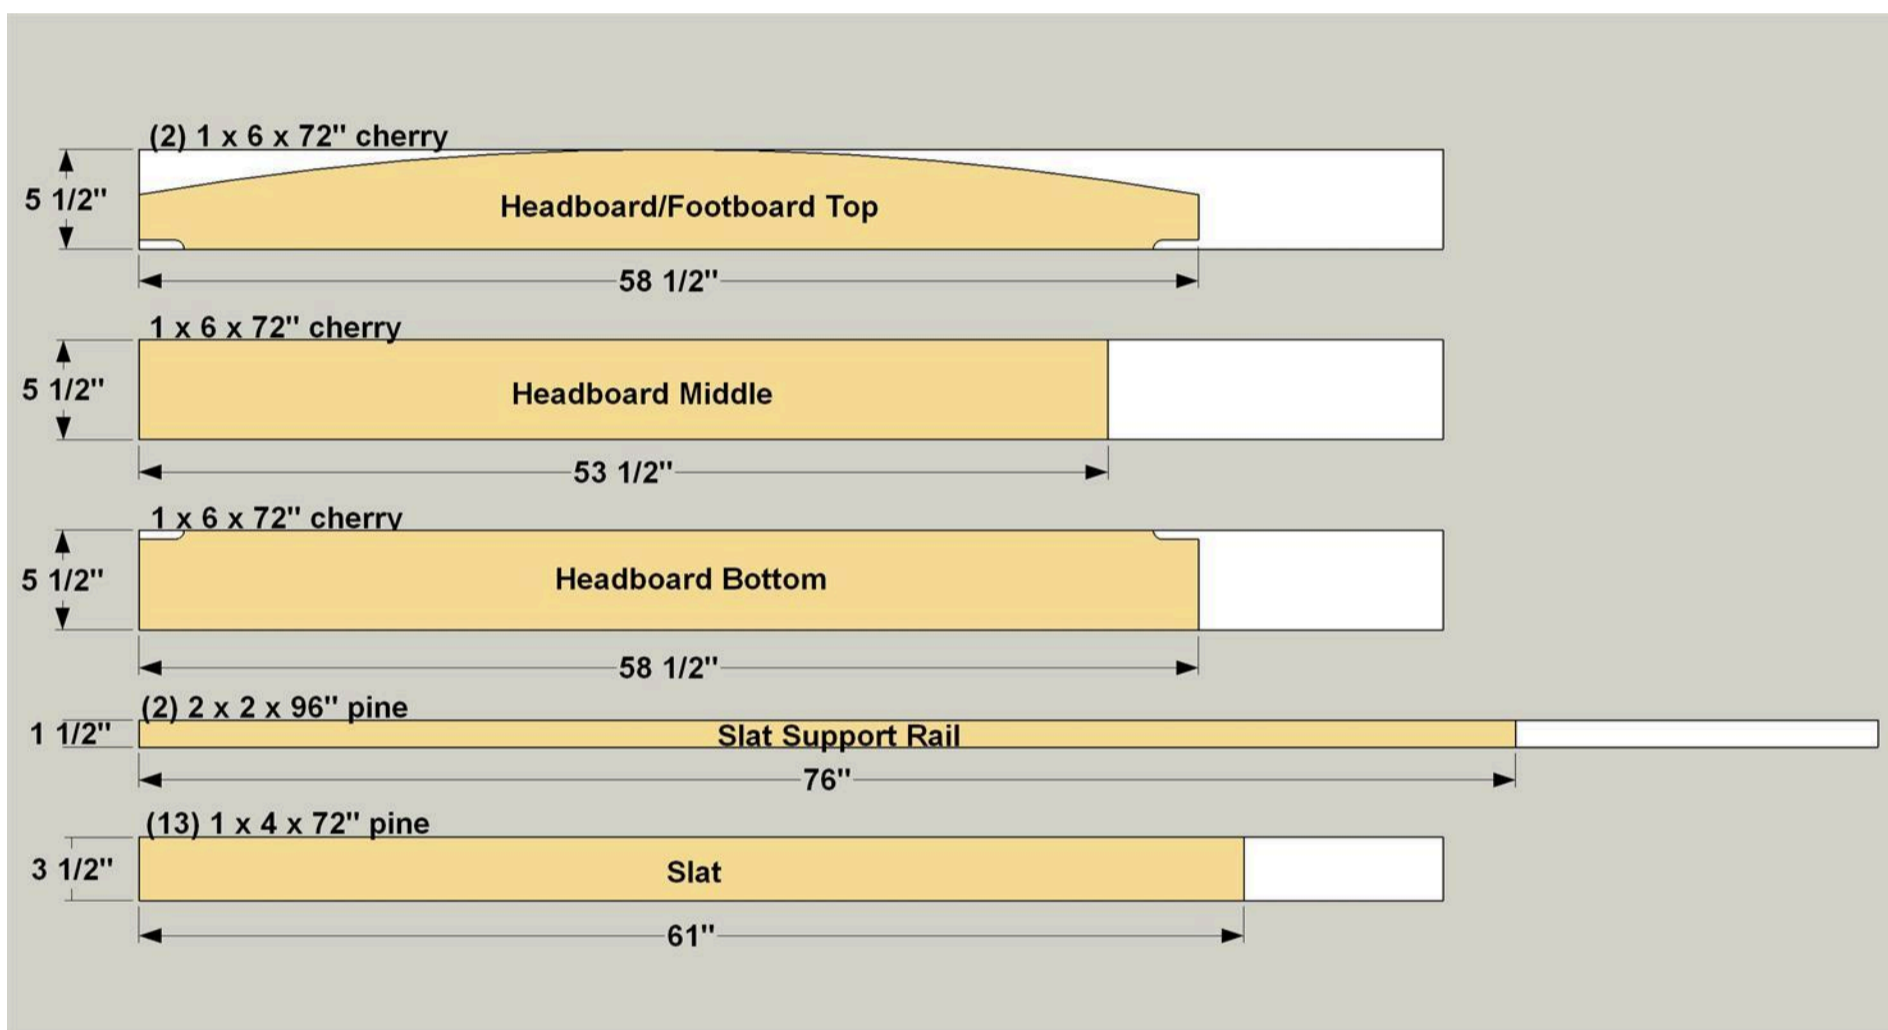 (2) 1 x 6 x 72" cherry
5 1/2"
Headboard/Footboard Top
58 1/2"
1 x 6 x 72" cherry
5 1/2"
Headboard Middle
53 1/2"
1 x 6 x 72" cherry
5 1/2"
Headboard Bottom
58 1/2"
(2) 2 x 2 x 96" pine
1 1/2"
Slat Support Rail
76"
(13) 1 x 4 x 72" pine
3 1/2"
Slat
61"